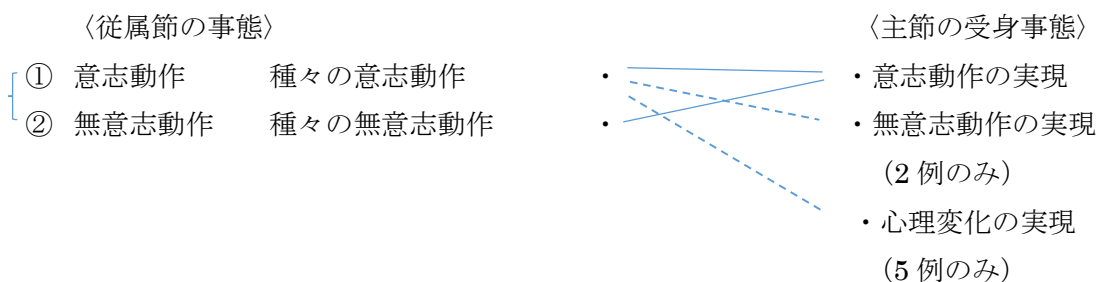 〈従属節の事態〉 〈主節の受身事態〉
① 意志動作 種々の意志動作 ・ ・意志動作の実現
② 無意志動作 種々の無意志動作 ・ ・無意志動作の実現
（2 例のみ）
・心理変化の実現
（5 例のみ）